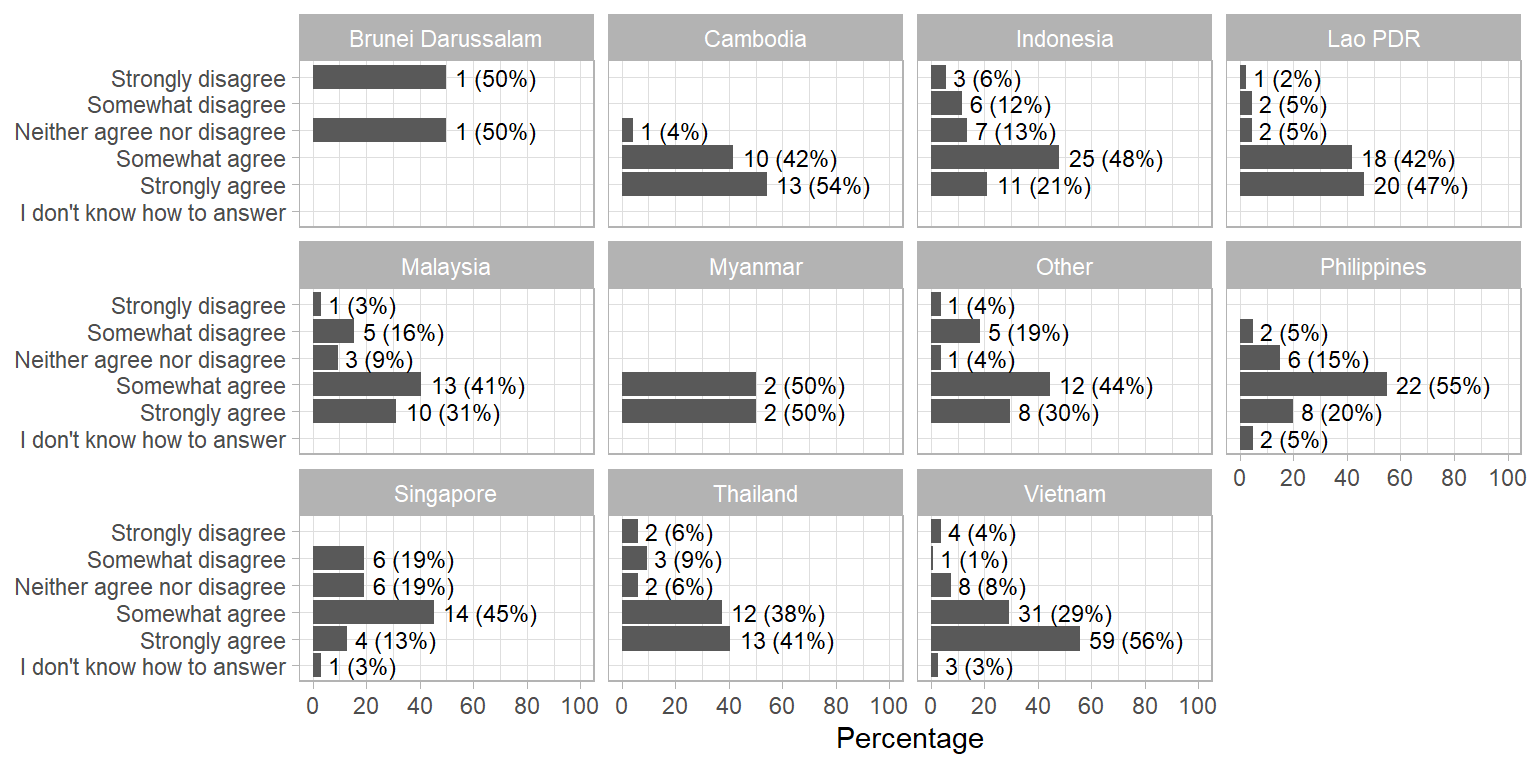 Brunei Darussalam Cambodia Indonesia Lao PDR
Strongly disagree 1 (50%) 3 (6%) 1 (2%)
Somewhat disagree 6 (12%) 2 (5%)
Neither agree nor disagree 1 (50%) 1 (4%) 7 (13%) 2 (5%)
Somewhat agree 10 (42%) 25 (48%) 18 (42%)
Strongly agree 13 (54%) 11 (21%) 20 (47%)
I don't know how to answer
Malaysia Myanmar Other Philippines
Strongly disagree 1 (3%) 1 (4%)
Somewhat disagree 5 (16%) 5 (19%) 2 (5%)
Neither agree nor disagree 3 (9%) 1 (4%) 6 (15%)
Somewhat agree 13 (41%) 2 (50%) 12 (44%) 22 (55%)
Strongly agree 10 (31%) 2 (50%) 8 (30%) 8 (20%)
I don't know how to answer 2 (5%)
0 20 40 60 80 100
Singapore Thailand Vietnam
Strongly disagree 2 (6%) 4 (4%)
Somewhat disagree 6 (19%) 3 (9%) 1 (1%)
Neither agree nor disagree 6 (19%) 2 (6%) 8 (8%)
Somewhat agree 14 (45%) 12 (38%) 31 (29%)
Strongly agree 4 (13%) 13 (41%) 59 (56%)
I don't know how to answer 1 (3%) 3 (3%)
0 20 40 60 80 100 0 20 40 60 80 100 0 20 40 60 80 100
Percentage